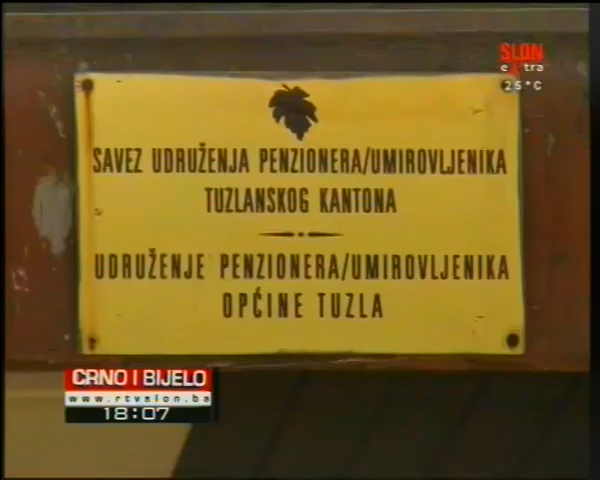 SLON
extra
25°C
SAVEZ UDRUŽENJA PENZIONERA/UMIROVLJENIKA
TUZLANSKOG KANTONA
UDRUŽENJE PENZIONERA/UMIROVLJENIKA
OPĆINE TUZLA
CRNO I BIJELO
www.rtvslon.ba
18:07